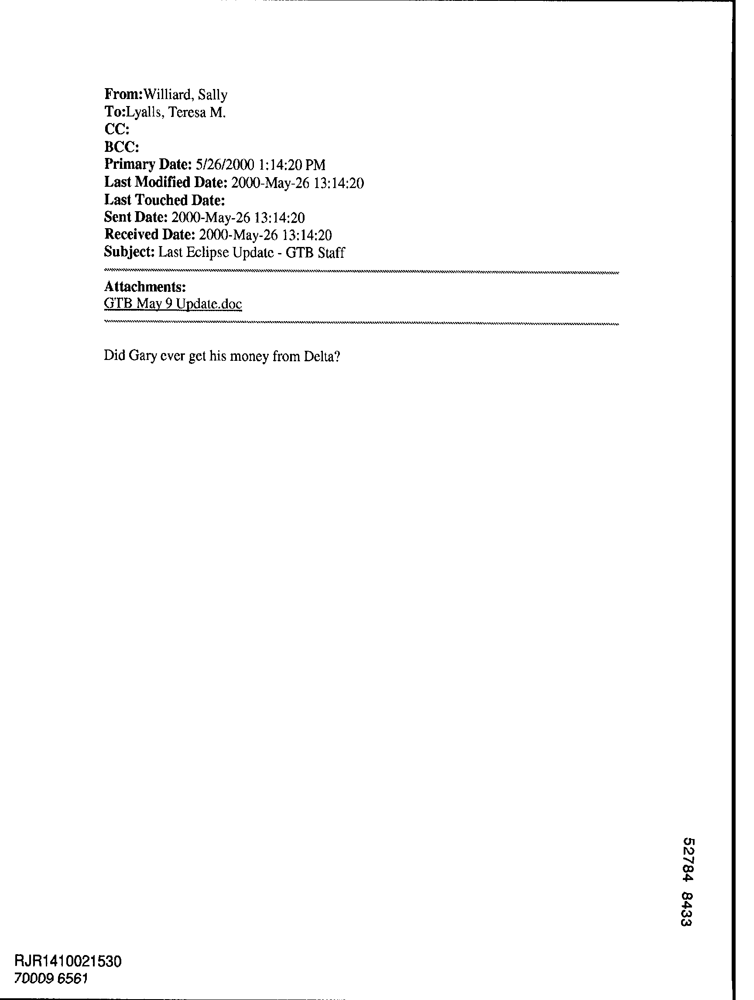 From:Williard, Sally
To:Lyalls, Teresa M.
CC:
BCC:
Primary Date: 5/26/2000 1:14:20 PM
Last Modified Date: 2000-May-26 13:14:20
Last Touched Date:
Sent Date: 2000-May-26 13:14:20
Received Date: 2000-May-26 13:14:20
Subject: Last Eclipse Update - GTB Staff
Attachments:
GTB May 9 Update.doc
Did Gary ever get his money from Delta?
52784 8433
RJR1410021530
70009 6561